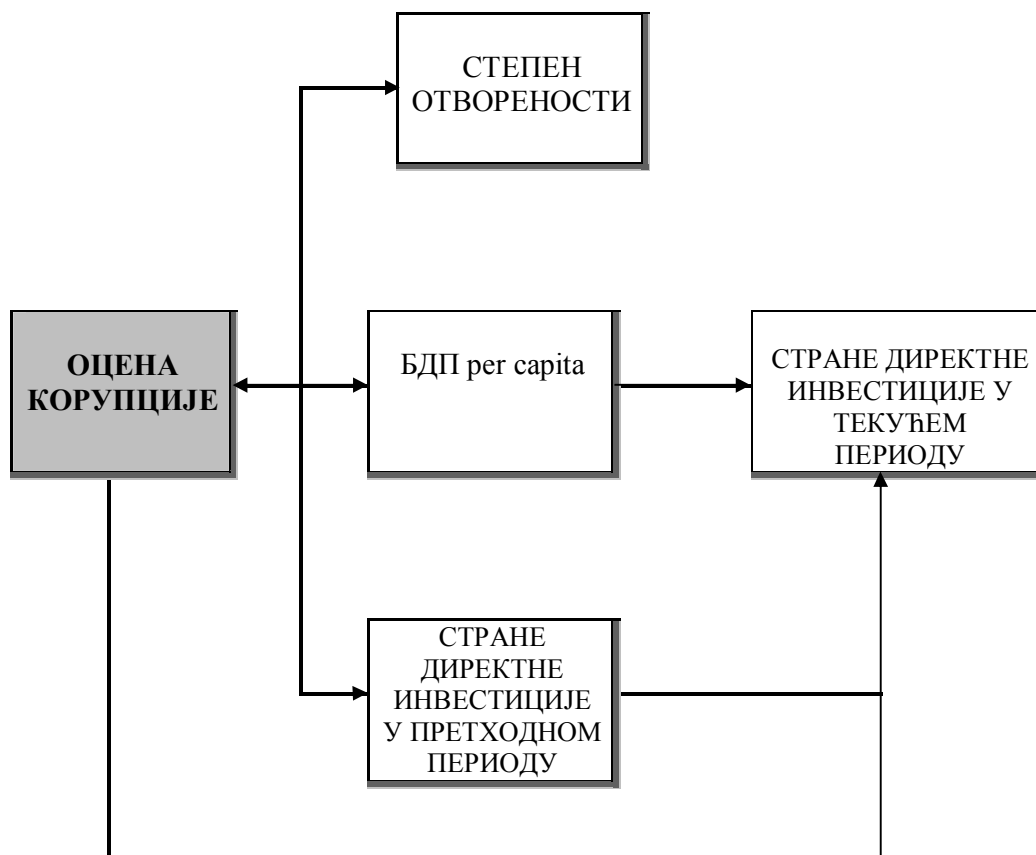 СТЕПЕН
ОТВОРЕНОСТИ
ОЦЕНА
КОРУПЦИЈЕ
БДП per capita
СТРАНЕ ДИРЕКТНЕ
ИНВЕСТИЦИЈЕ У
ТЕКУЋЕМ
ПЕРИОДУ
СТРАНЕ
ДИРЕКТНЕ
ИНВЕСТИЦИЈЕ
У ПРЕТХОДНОМ
ПЕРИОДУ